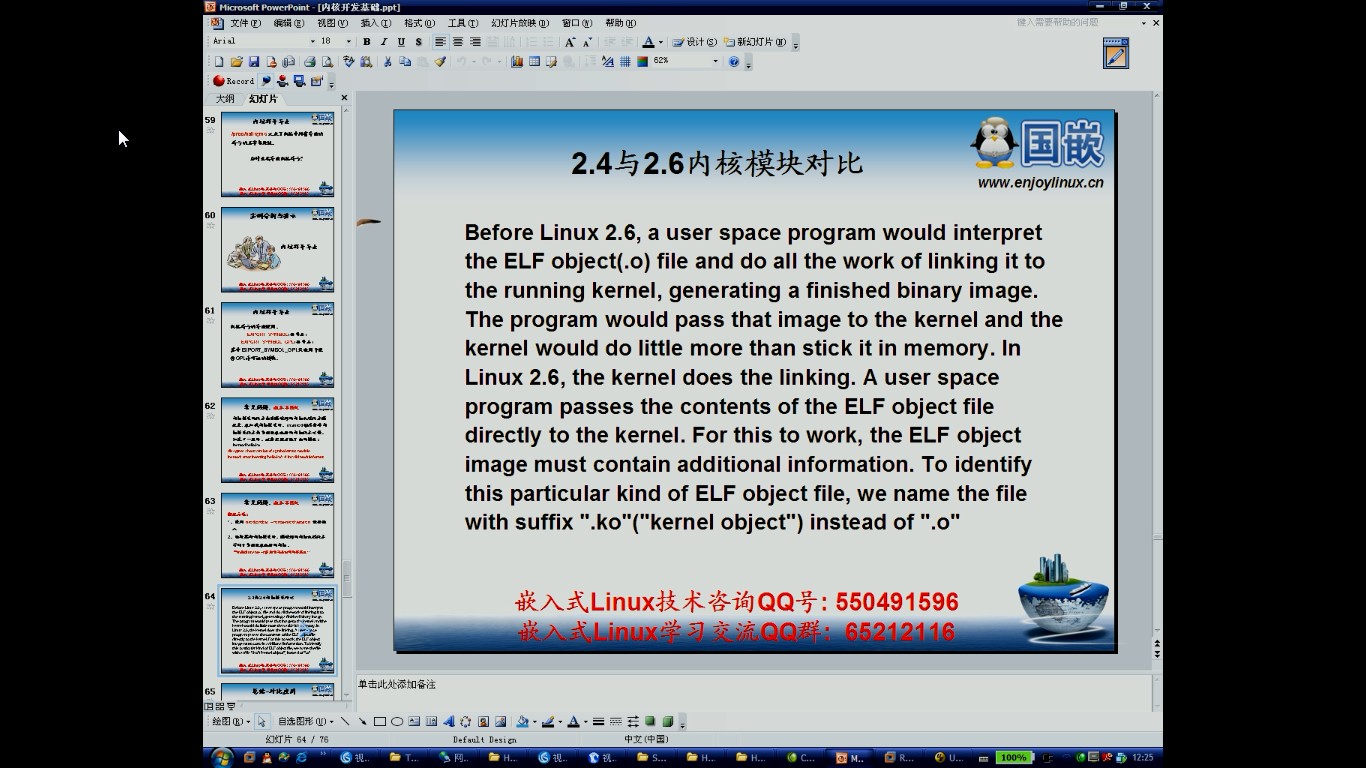 Microsoft PowerPoint - [内核开发基础.ppt]
文件(F) 编辑(E) 视图(V) 插入(I) 格式(O) 工具(T) 幻灯片放映(D) 窗口(W) 帮助(H)
键入需要帮助的问题
Arial 18 B I U S 设计(S) 新幻灯片(N)
62%
Record
大纲 幻灯片
59
60
61
62
63
64
65
2.4与2.6内核模块对比
国嵌
www.enjoylinux.cn
Before Linux 2.6, a user space program would interpret
the ELF object(.o) file and do all the work of linking it to
the running kernel, generating a finished binary image.
The program would pass that image to the kernel and the
kernel would do little more than stick it in memory. In
Linux 2.6, the kernel does the linking. A user space
program passes the contents of the ELF object file
directly to the kernel. For this to work, the ELF object
image must contain additional information. To identify
this particular kind of ELF object file, we name the file
with suffix ".ko"("kernel object") instead of ".o"
嵌入式Linux技术咨询QQ号: 550491596
嵌入式Linux学习交流QQ群: 65212116
单击此处添加备注
绘图(R) 自选图形(U)
幻灯片 64 / 76
Default Design
中文(中国)
视.. T... 网.. H... 视.. 视.. S... H... H... C... M.. R... U... 100% 12:25